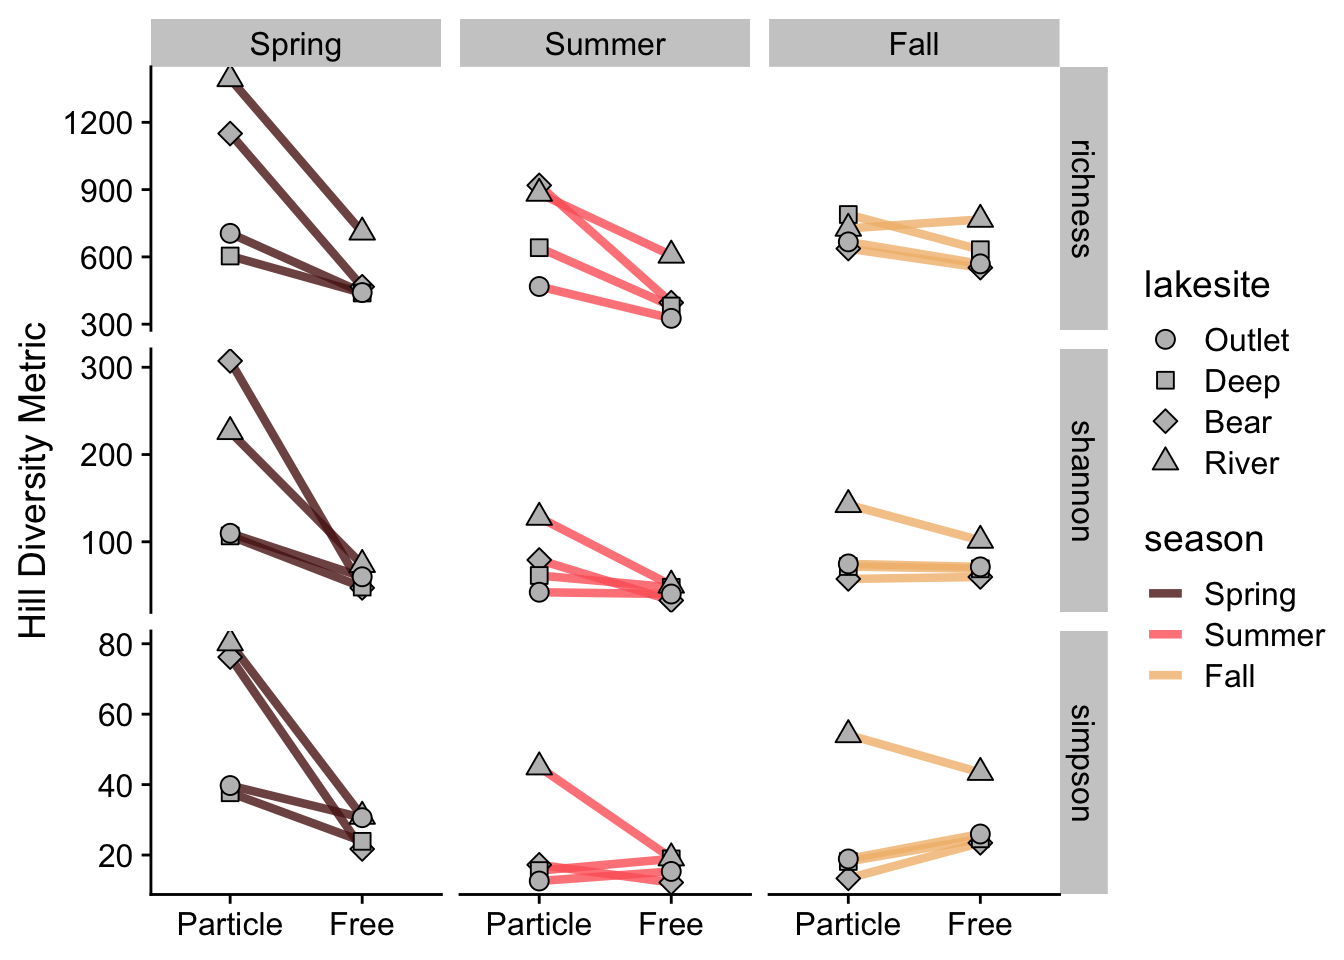 Spring
Summer
Fall
1200
900
600
300
richness
300
200
100
shannon
80
60
40
20
simpson
Hill Diversity Metric
Particle
Free
Particle
Free
Particle
Free
lakesite
Outlet
Deep
Bear
River
season
Spring
Summer
Fall